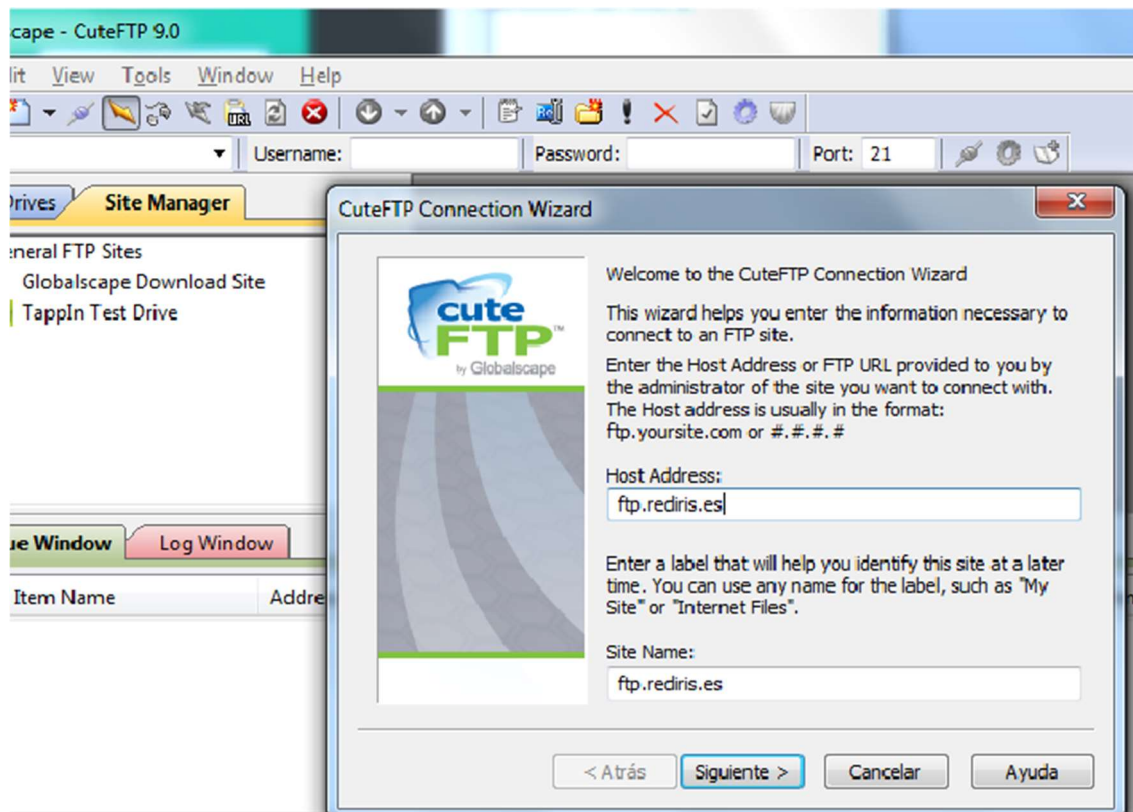 cape - CuteFTP 9.0
dit View Tools Window Help
URL
Username: Password: Port: 21
Drives Site Manager
CuteFTP Connection Wizard
eneral FTP Sites
Globalscape Download Site
TappIn Test Drive
cute
FTP™
by Globalscape
Welcome to the CuteFTP Connection Wizard
This wizard helps you enter the information necessary to
connect to an FTP site.
Enter the Host Address or FTP URL provided to you by
the administrator of the site you want to connect with.
The Host address is usually in the format:
ftp.yoursite.com or #.#.#.#
Host Address:
ftp.rediris.es
Enter a label that will help you identify this site at a later
time. You can use any name for the label, such as "My
Site" or "Internet Files".
Site Name:
ftp.rediris.es
< Atrás Siguiente > Cancelar Ayuda
ue Window Log Window
Item Name Addre